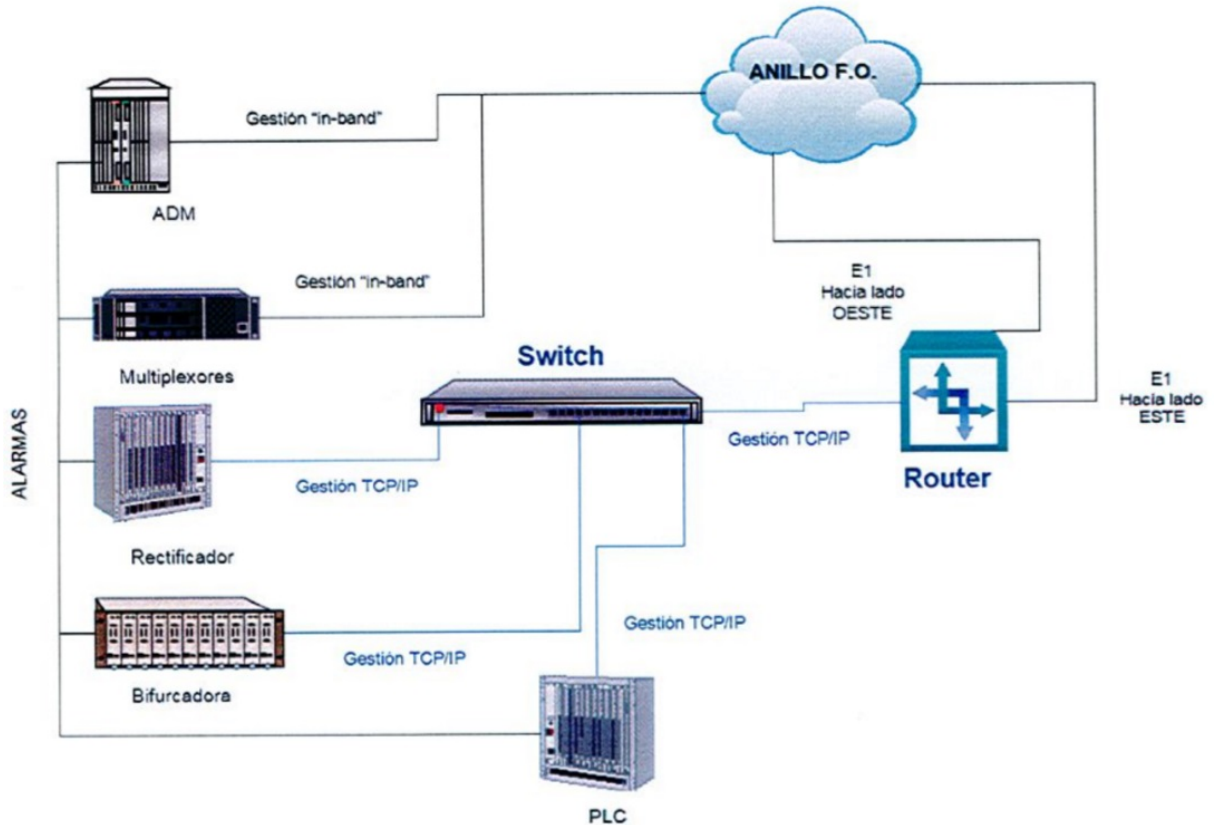 ANILLO F.O.
Gestión "in-band"
ADM
Gestión "in-band"
E1
Hacia lado
OESTE
Multiplexores
Switch
E1
Hacia lado
ESTE
Gestión TCP/IP
Router
ALARMAS
Gestión TCP/IP
Rectificador
Gestión TCP/IP
Gestión TCP/IP
Bifurcadora
PLC